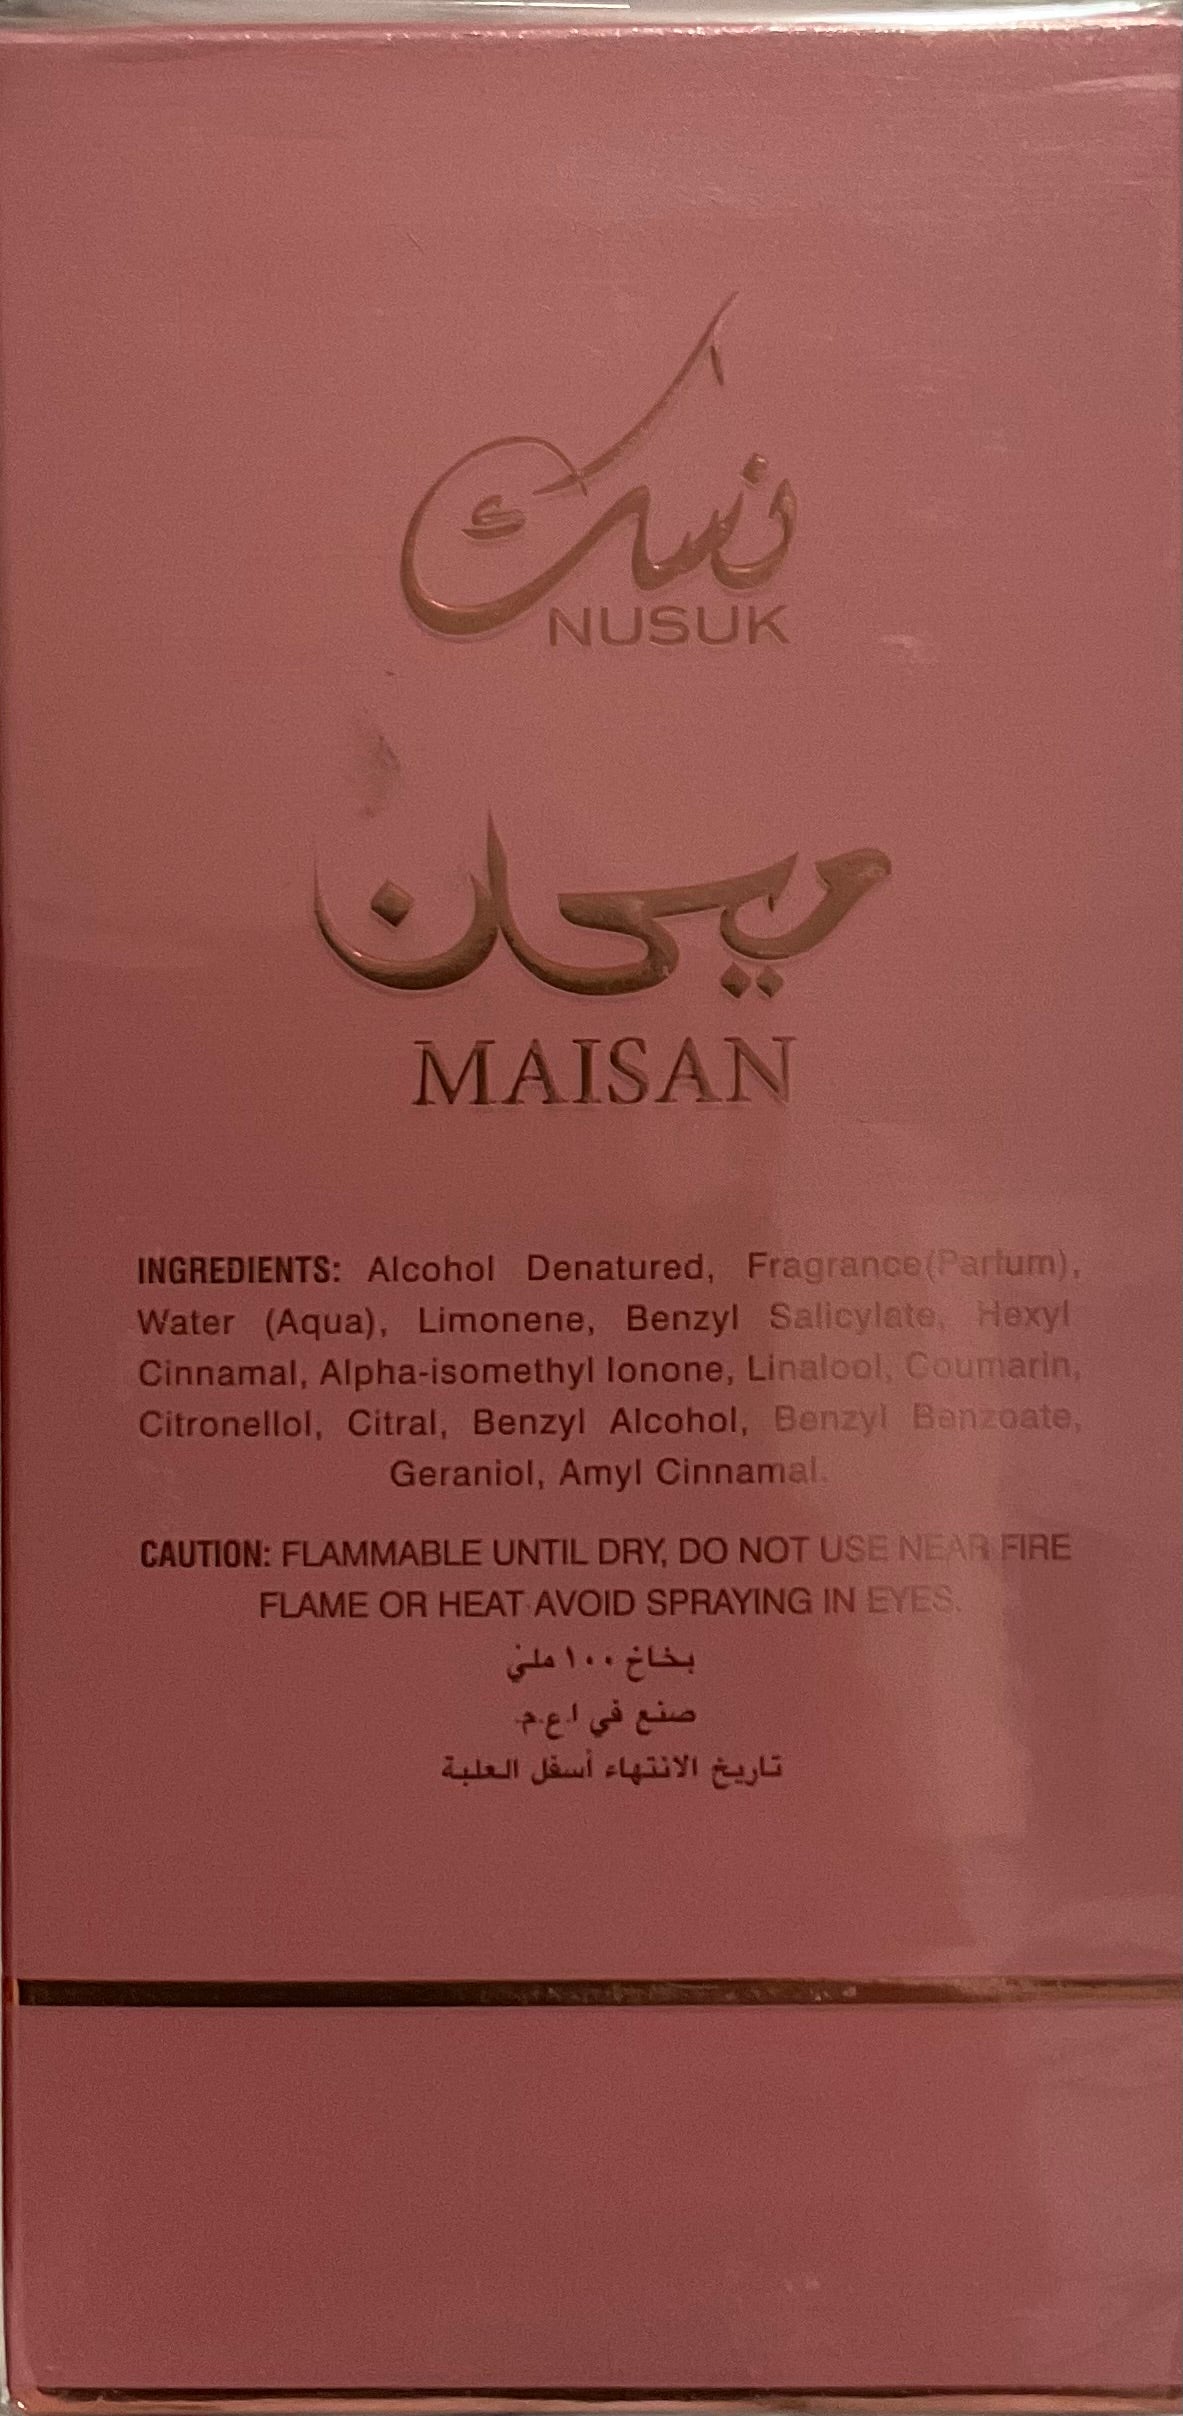 نسك
NUSUK
ميسان
MAISAN
INGREDIENTS: Alcohol Denatured, Fragrance(Parfum),
Water (Aqua), Limonene, Benzyl Salicylate, Hexyl
Cinnamal, Alpha-isomethyl Ionone, Linalool, Coumarin,
Citronellol, Citral, Benzyl Alcohol, Benzyl Benzoate,
Geraniol, Amyl Cinnamal.
CAUTION: FLAMMABLE UNTIL DRY, DO NOT USE NEAR FIRE
FLAME OR HEAT AVOID SPRAYING IN EYES.
بخاخ ١٠٠ ملي
صنع في ا.ع.م.
تاريخ الانتهاء أسفل العلبة